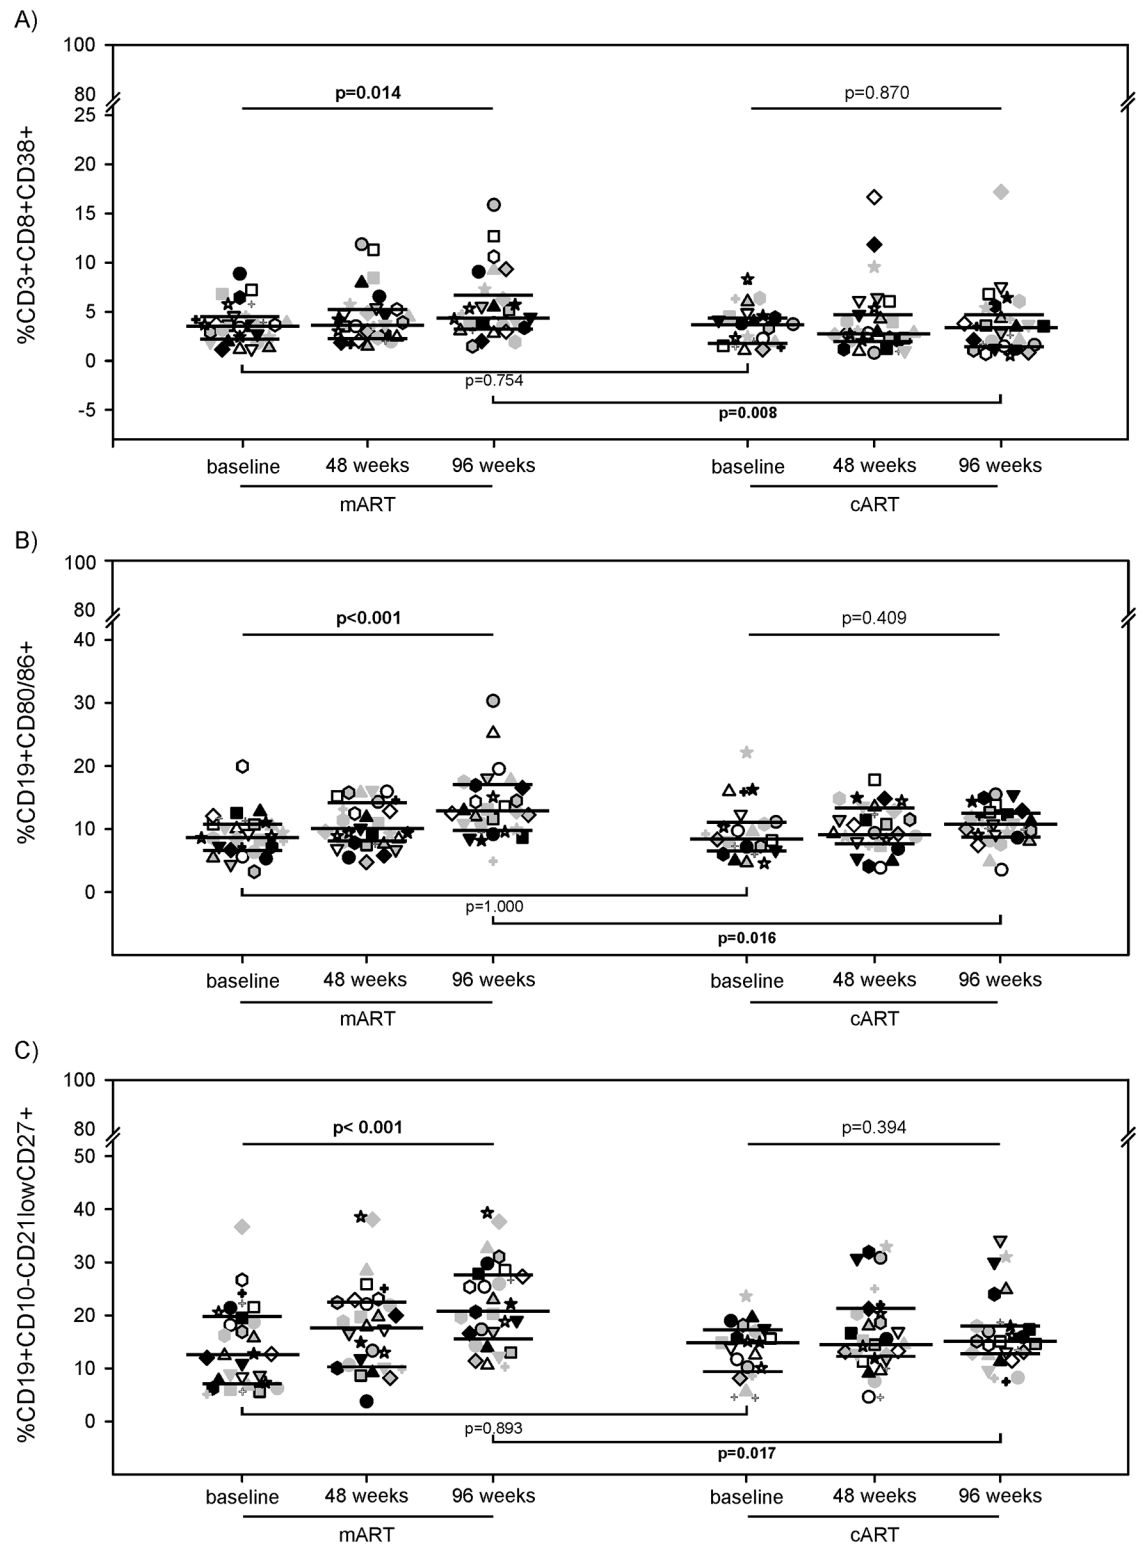 A)
%CD3+CD8+CD38+
100
80
25
20
15
10
5
0
-5
p=0.014
p=0.870
p=0.754
p=0.008
baseline 48 weeks 96 weeks baseline 48 weeks 96 weeks
mART cART
B)
%CD19+CD80/86+
100
80
40
30
20
10
0
p<0.001
p=0.409
p=1.000
p=0.016
baseline 48 weeks 96 weeks baseline 48 weeks 96 weeks
mART cART
C)
%CD19+CD10-CD21lowCD27+
100
80
50
40
30
20
10
0
p< 0.001
p=0.394
p=0.893
p=0.017
baseline 48 weeks 96 weeks baseline 48 weeks 96 weeks
mART cART